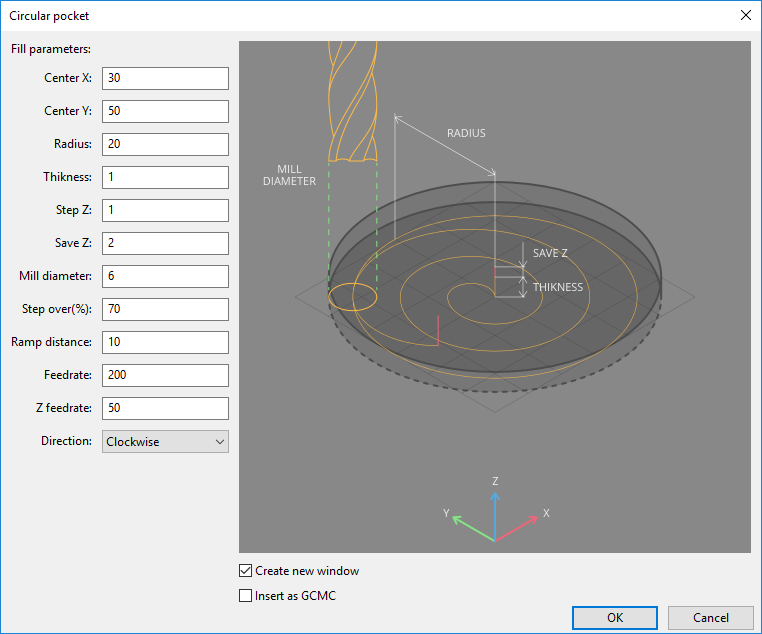 Circular pocket
Fill parameters:
Center X: 30
Center Y: 50
Radius: 20
Thikness: 1
Step Z: 1
Save Z: 2
Mill diameter: 6
Step over(%): 70
Ramp distance: 10
Feedrate: 200
Z feedrate: 50
Direction: Clockwise
RADIUS
MILL
DIAMETER
SAVE Z
THIKNESS
Z
Y
X
Create new window
Insert as GCMC
OK
Cancel